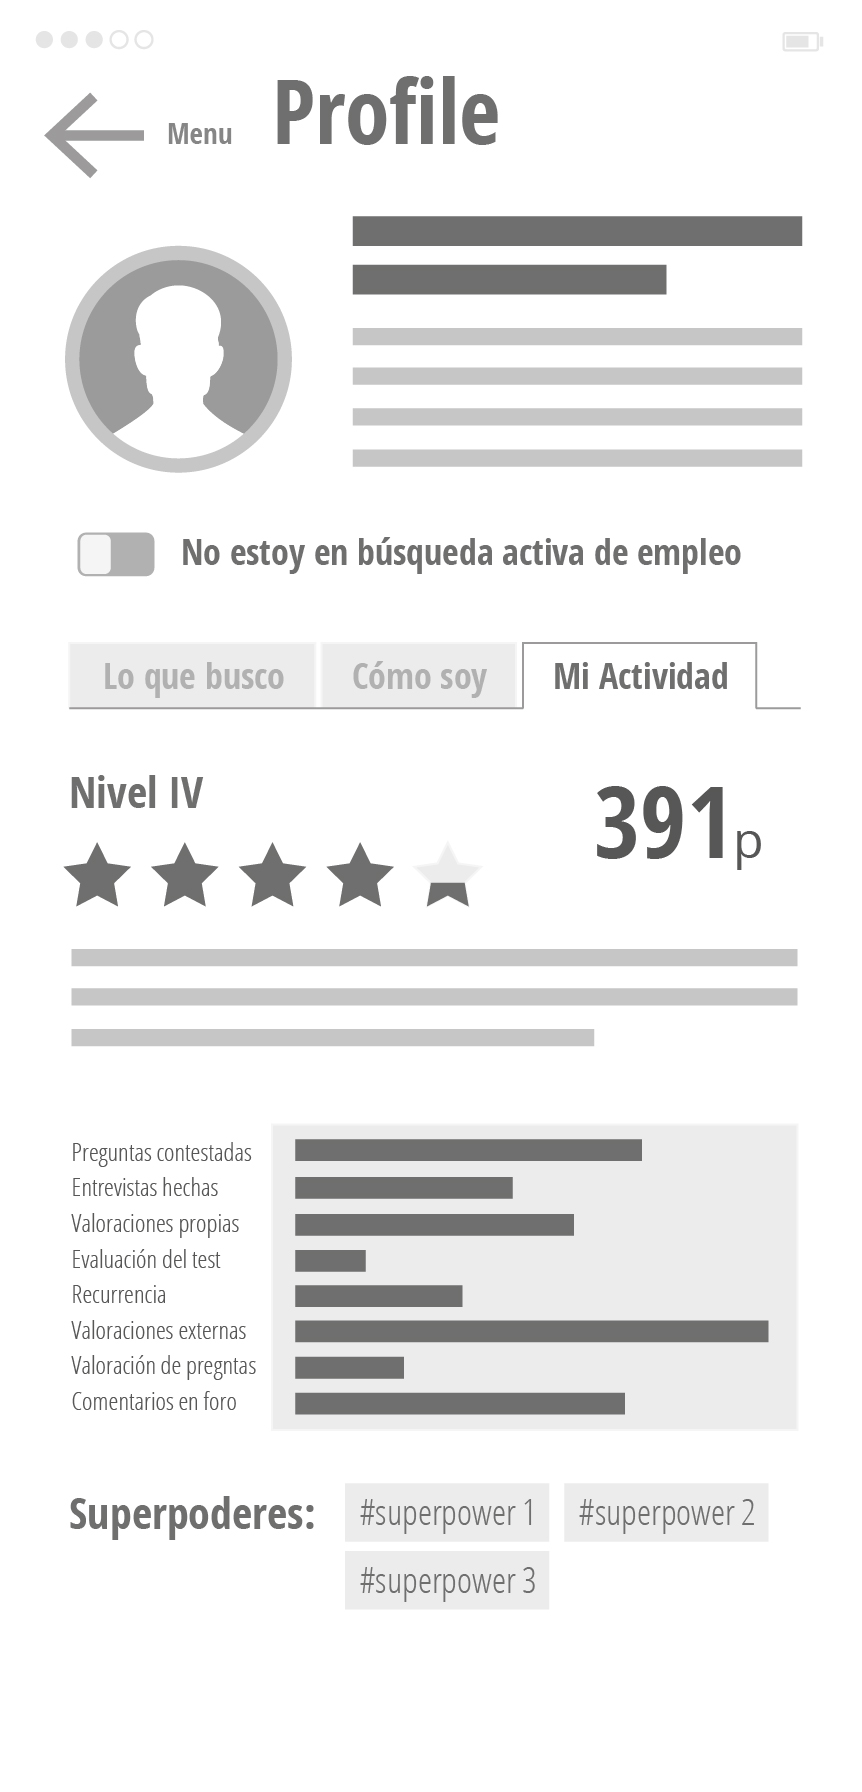 Menu
Profile
No estoy en búsqueda activa de empleo
Lo que busco
Cómo soy
Mi Actividad
Nivel IV
391p
Preguntas contestadas
Entrevistas hechas
Valoraciones propias
Evaluación del test
Recurrencia
Valoraciones externas
Valoración de pregntas
Comentarios en foro
Superpoderes:
#superpower 1
#superpower 2
#superpower 3